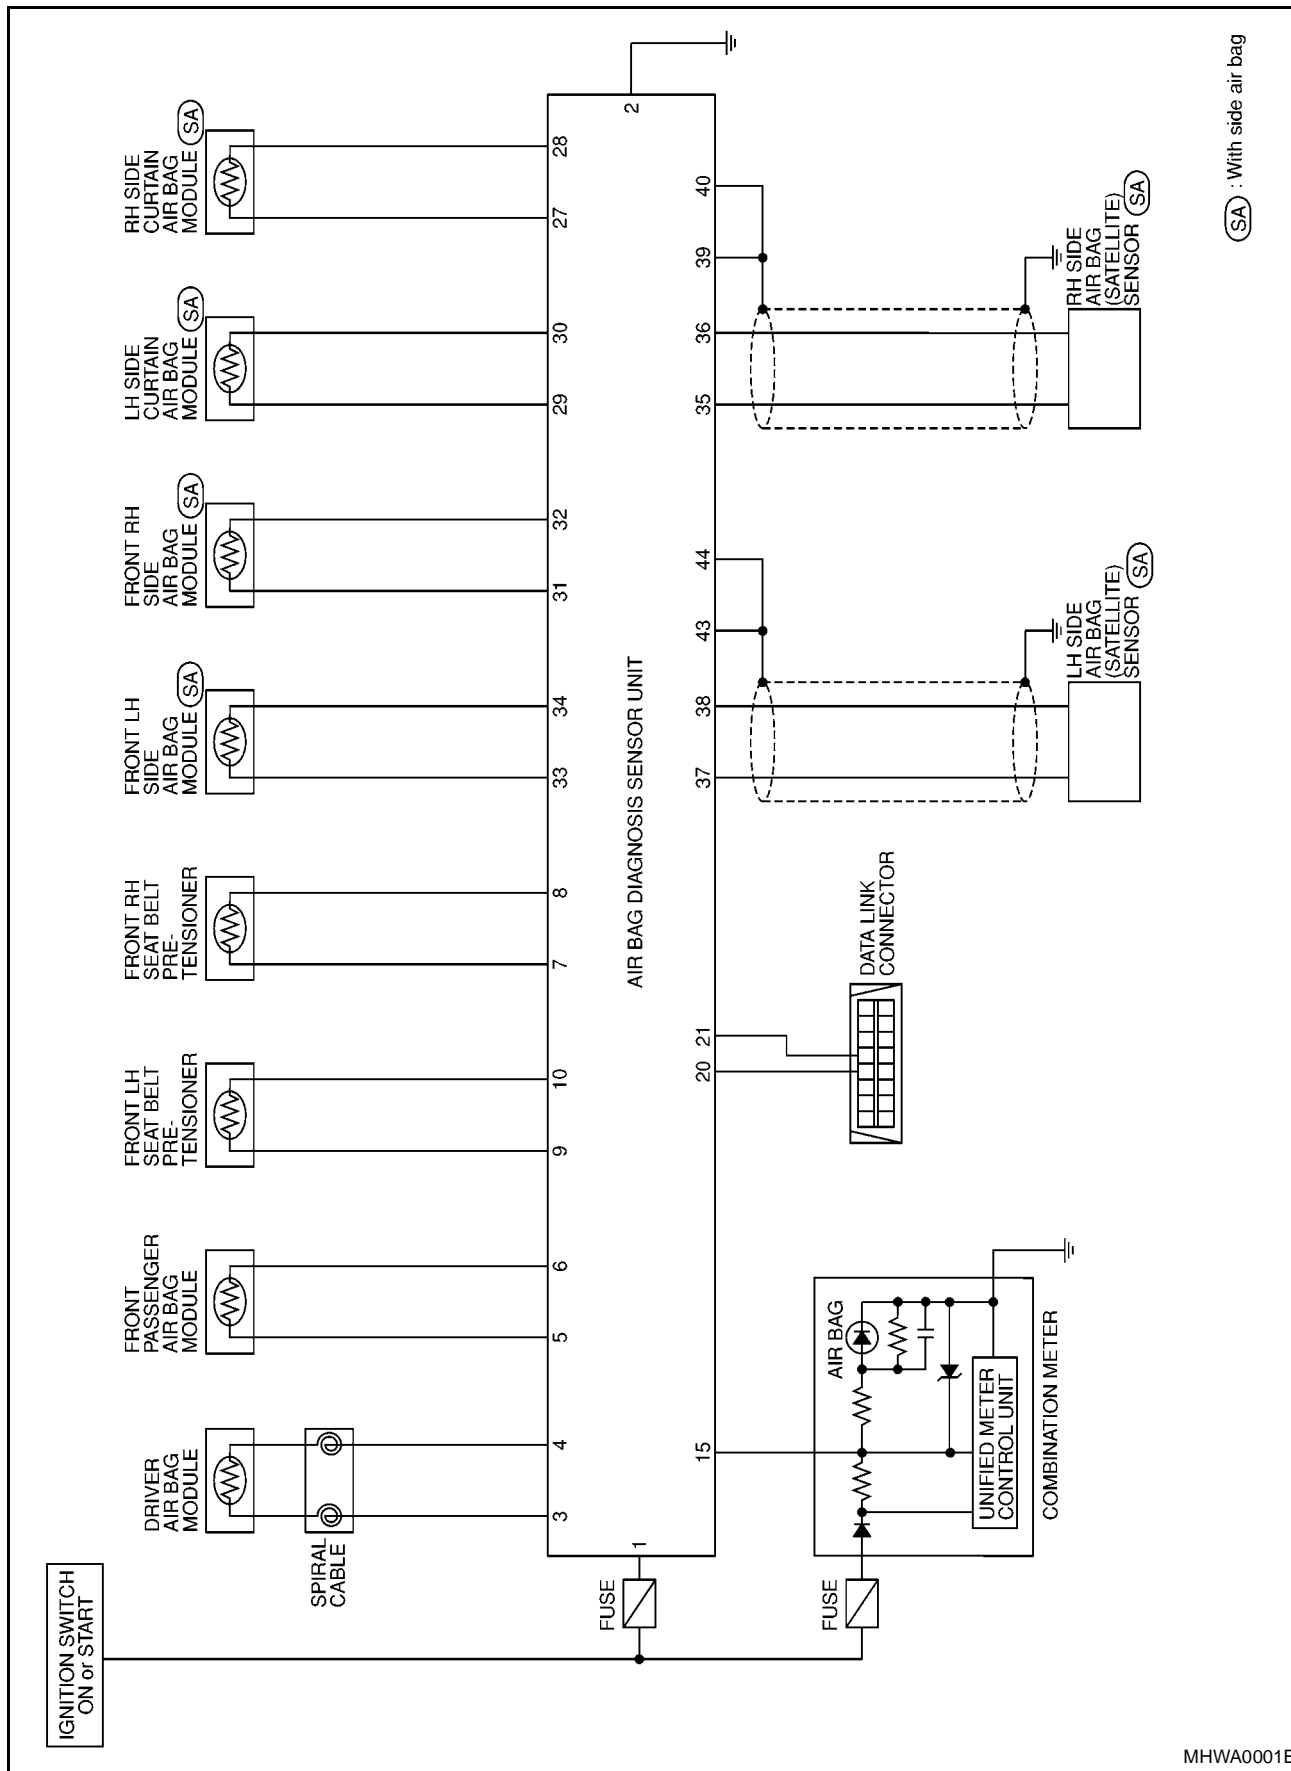 IGNITION SWITCH
ON or START
DRIVER
AIR BAG
MODULE
FRONT
PASSENGER
AIR BAG
MODULE
FRONT LH
SEAT BELT
PRE-
TENSIONER
FRONT RH
SEAT BELT
PRE-
TENSIONER
FRONT LH
SIDE
AIR BAG
MODULE SA
FRONT RH
SIDE
AIR BAG
MODULE SA
LH SIDE
CURTAIN
AIR BAG
MODULE SA
RH SIDE
CURTAIN
AIR BAG
MODULE SA
SPIRAL
CABLE
FUSE
1
3 4 5 6 9 10 7 8 33 34 31 32 29 30 27 28
2
AIR BAG DIAGNOSIS SENSOR UNIT
15 20 21 37 38 43 44 35 36 39 40
FUSE
AIR BAG
UNIFIED METER
CONTROL UNIT
COMBINATION METER
DATA LINK
CONNECTOR
LH SIDE
AIR BAG
(SATELLITE)
SENSOR SA
RH SIDE
AIR BAG
(SATELLITE)
SENSOR SA
SA : With side air bag
MHWA0001E